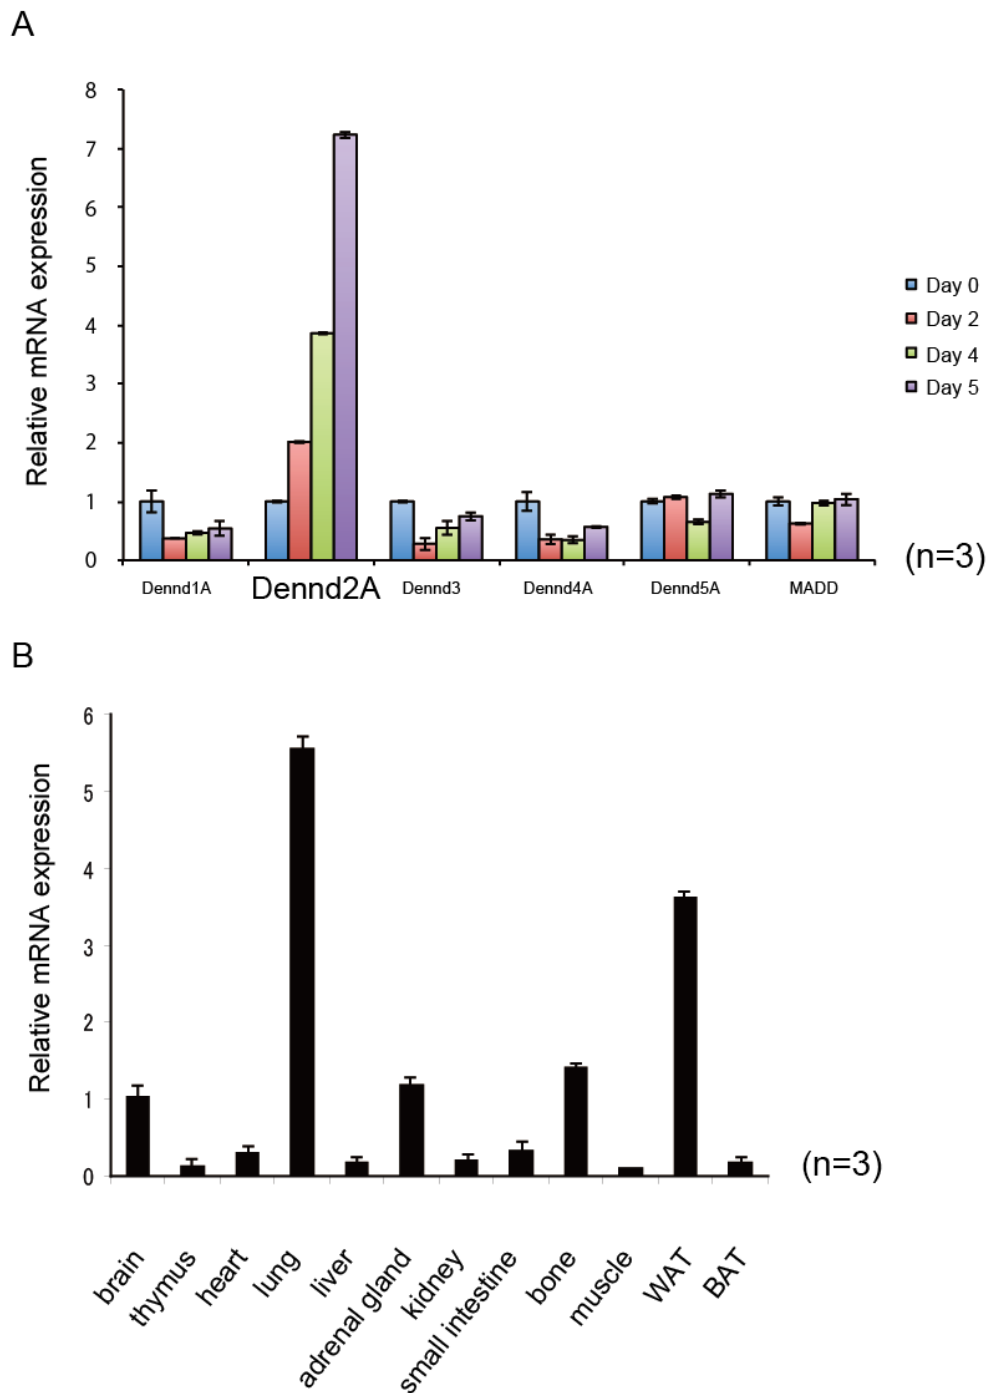 A
Relative mRNA expression
8
7
6
5
4
3
2
1
0
Day 0
Day 2
Day 4
Day 5
(n=3)
Dennd1A Dennd2A Dennd3 Dennd4A Dennd5A MADD
B
Relative mRNA expression
6
5
4
3
2
1
0
(n=3)
brain
thymus
heart
lung
liver
adrenal gland
kidney
small intestine
bone
muscle
WAT
BAT